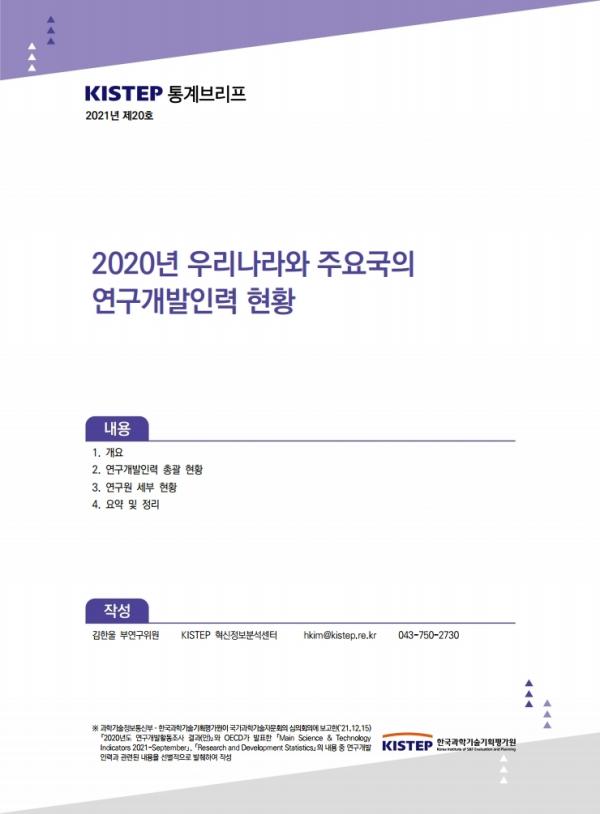 KISTEP 통계브리프
2021년 제20호
2020년 우리나라와 주요국의
연구개발인력 현황
내용
1. 개요
2. 연구개발인력 총괄 현황
3. 연구원 세부 현황
4. 요약 및 정리
작성
김한울 부연구위원 KISTEP 혁신정보분석센터 hkim@kistep.re.kr 043-750-2730
※ 과학기술정보통신부 - 한국과학기술기획평가원이 국가과학기술자문회의 심의회의에 보고한('21.12.15)
「2020년도 연구개발활동조사 결과(안)」와 OECD가 발표한 「Main Science & Technology
Indicators 2021-September」, 「Research and Development Statistics」의 내용 중 연구개발
인력과 관련된 내용을 선별적으로 발췌하여 작성
KISTEP 한국과학기술기획평가원
Korea Institute of S&T Evaluation and Planning